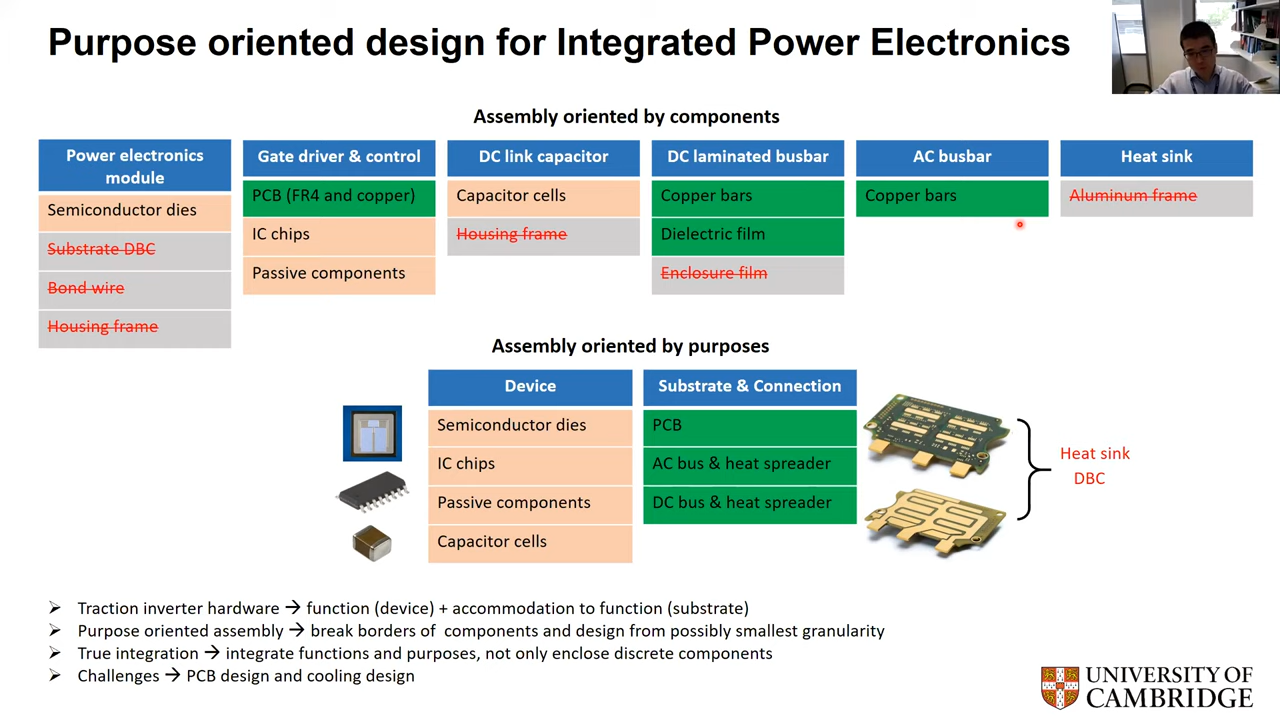 Purpose oriented design for Integrated Power Electronics
Assembly oriented by components
Power electronics
module
Semiconductor dies
Substrate DBC
Bond wire
Housing frame
Gate driver & control
PCB (FR4 and copper)
IC chips
Passive components
DC link capacitor
Capacitor cells
Housing frame
DC laminated busbar
Copper bars
Dielectric film
Enclosure film
AC busbar
Copper bars
Heat sink
Aluminum frame
Assembly oriented by purposes
Device
Semiconductor dies
IC chips
Passive components
Capacitor cells
Substrate & Connection
PCB
AC bus & heat spreader
DC bus & heat spreader
Heat sink
DBC
➢ Traction inverter hardware → function (device) + accommodation to function (substrate)
➢ Purpose oriented assembly → break borders of components and design from possibly smallest granularity
➢ True integration → integrate functions and purposes, not only enclose discrete components
➢ Challenges → PCB design and cooling design
UNIVERSITY OF
CAMBRIDGE